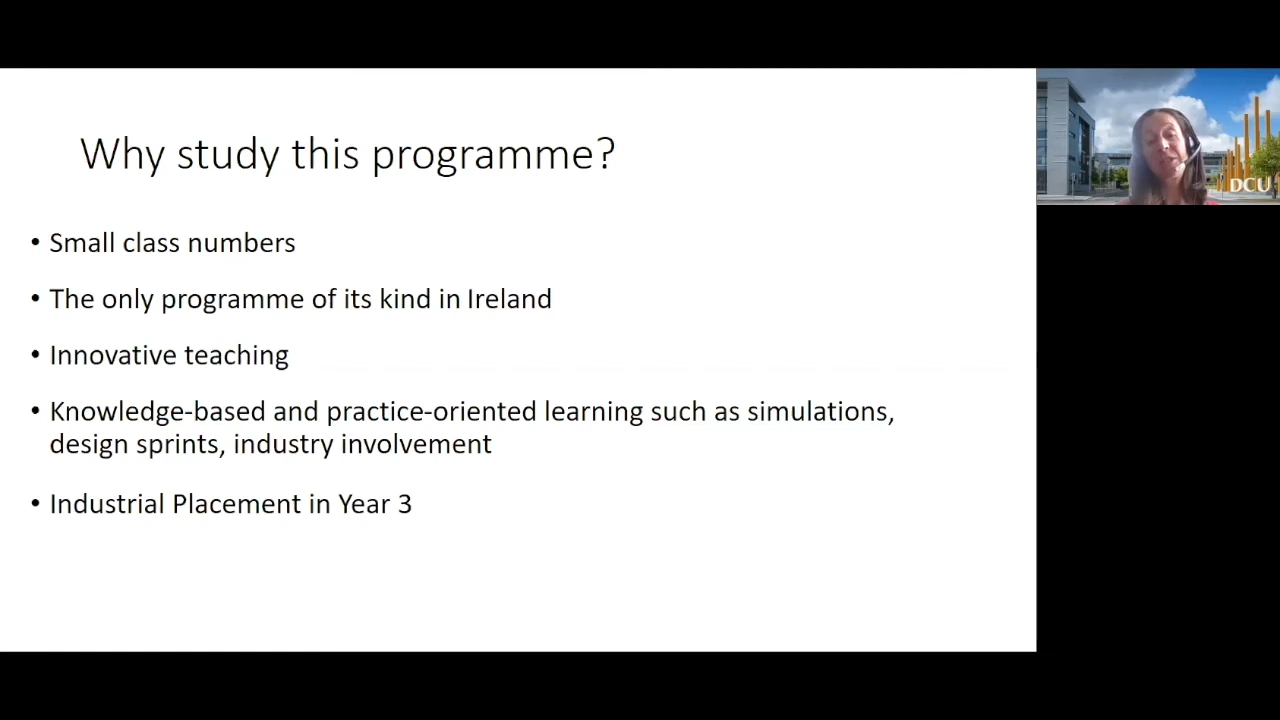 Why study this programme?
• Small class numbers
• The only programme of its kind in Ireland
• Innovative teaching
• Knowledge-based and practice-oriented learning such as simulations,
design sprints, industry involvement
• Industrial Placement in Year 3
DCU